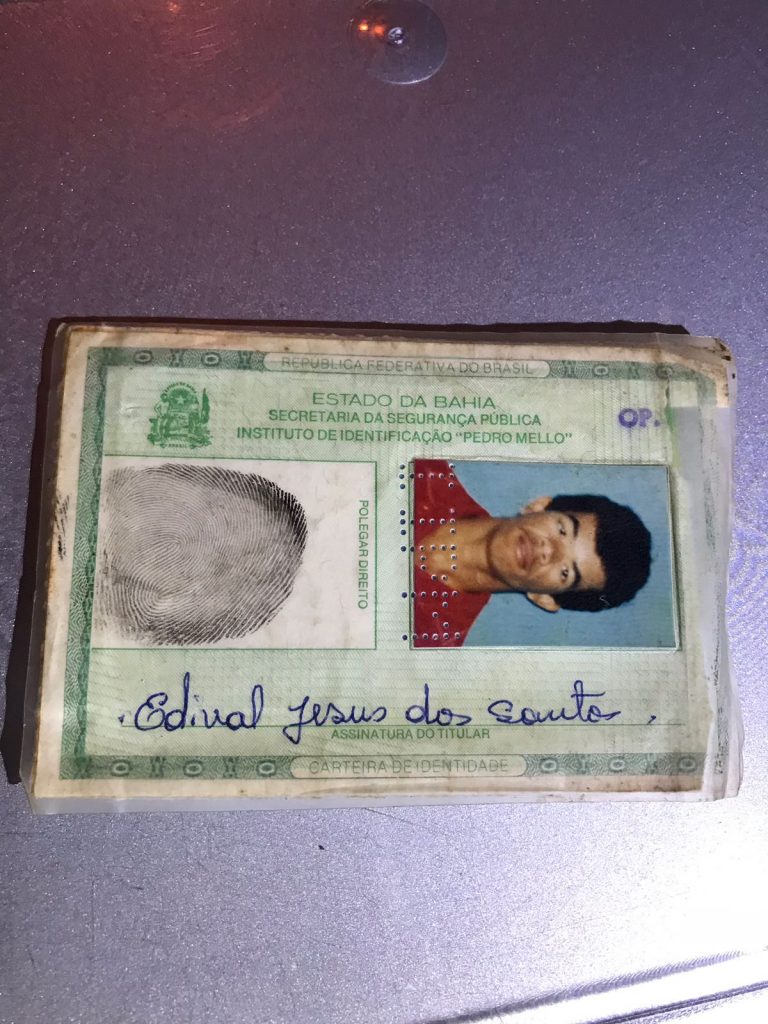 REPÚBLICA FEDERATIVA DO BRASIL
ESTADO DA BAHIA
SECRETARIA DA SEGURANÇA PÚBLICA
INSTITUTO DE IDENTIFICAÇÃO "PEDRO MELLO"
OP.
POLEGAR DIREITO
Edival Jesus dos Santos
ASSINATURA DO TITULAR
CARTEIRA DE IDENTIDADE